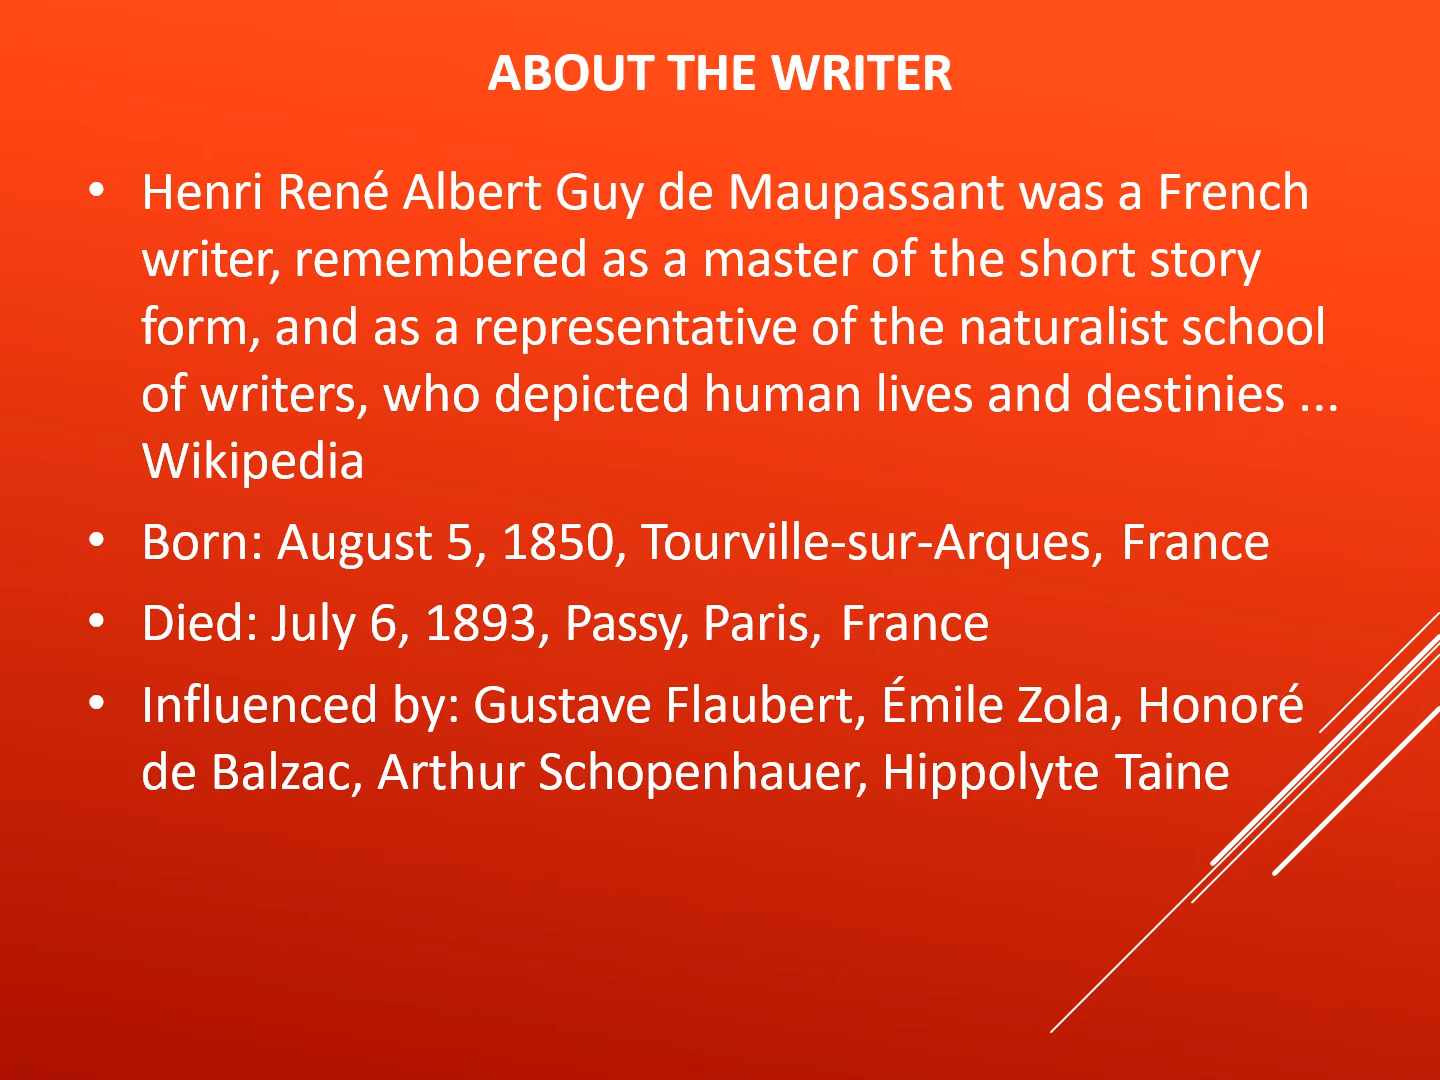 ABOUT THE WRITER
• Henri René Albert Guy de Maupassant was a French
writer, remembered as a master of the short story
form, and as a representative of the naturalist school
of writers, who depicted human lives and destinies ...
Wikipedia
• Born: August 5, 1850, Tourville-sur-Arques, France
• Died: July 6, 1893, Passy, Paris, France
• Influenced by: Gustave Flaubert, Émile Zola, Honoré
de Balzac, Arthur Schopenhauer, Hippolyte Taine